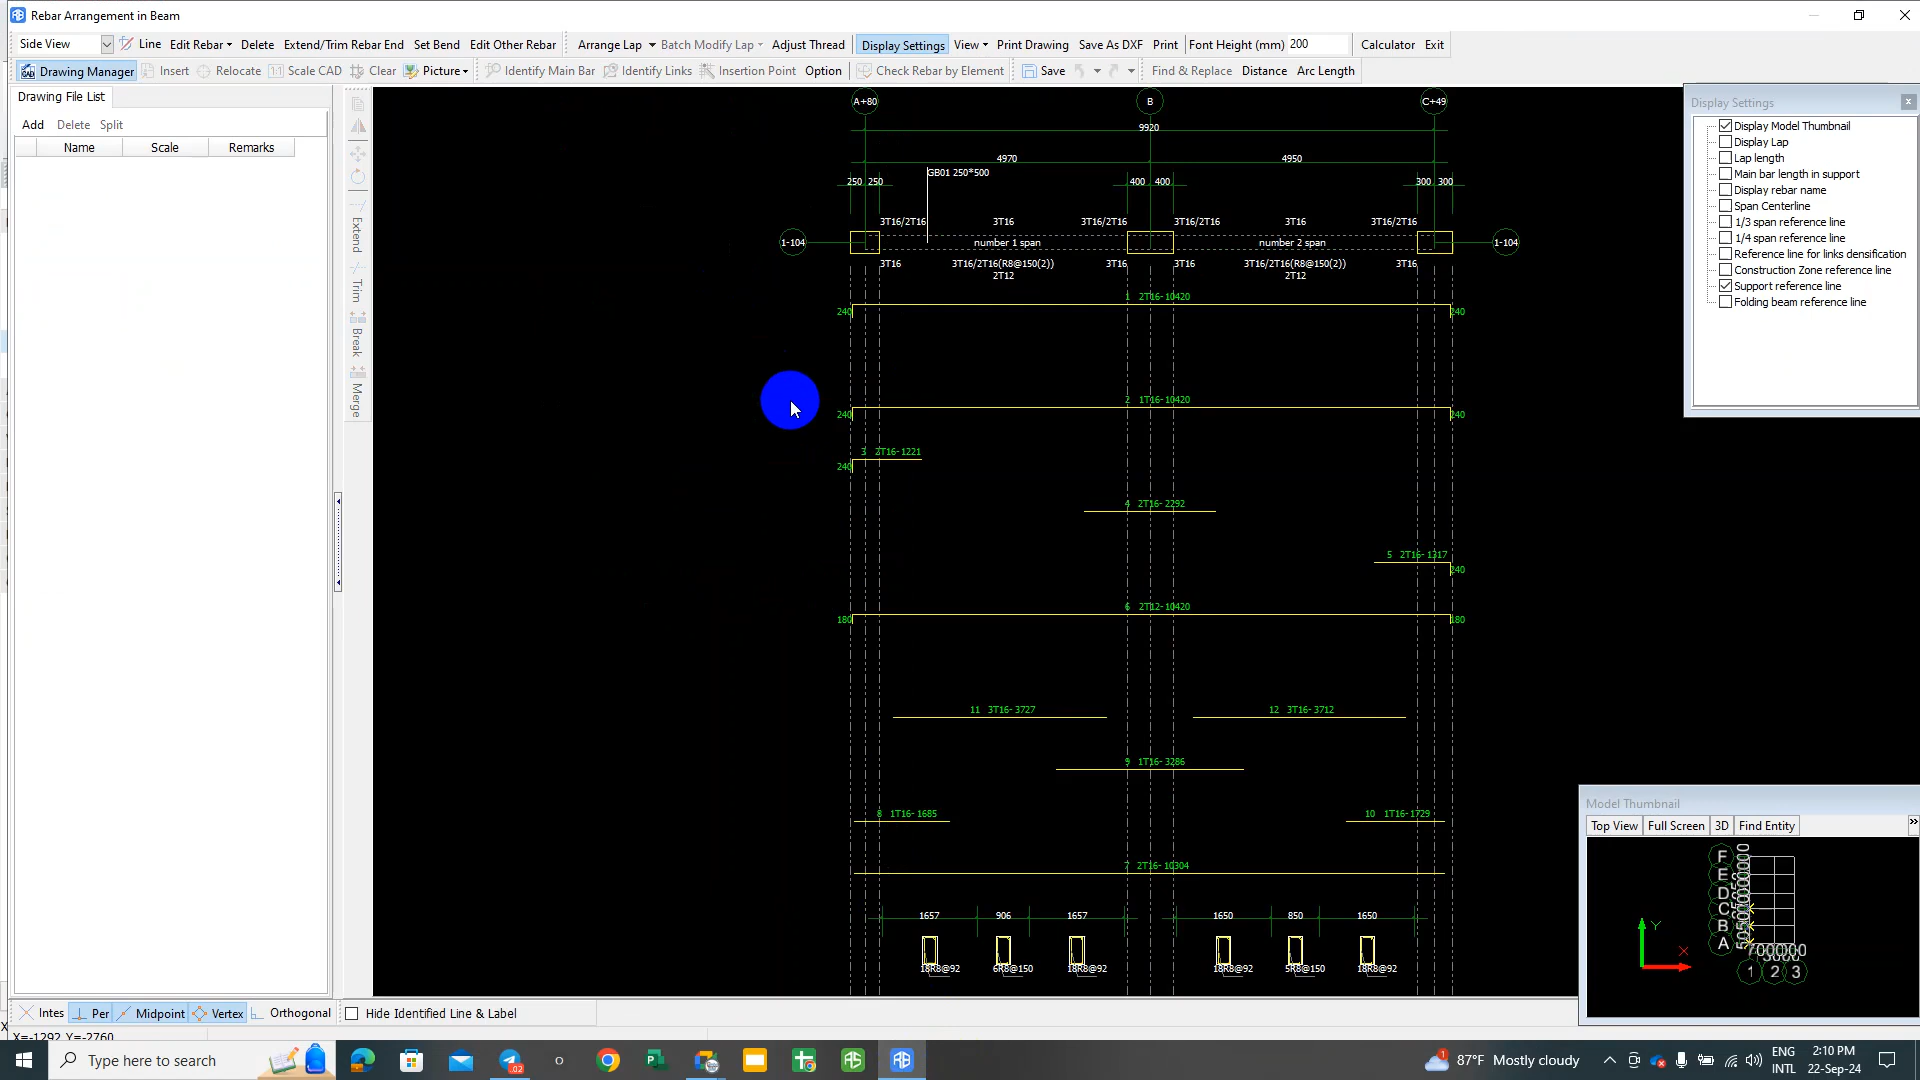 Rebar Arrangement in Beam
Side View Line Edit Rebar Delete Extend/Trim Rebar End Set Bend Edit Other Rebar Arrange Lap Batch Modify Lap Adjust Thread Display Settings View Print Drawing Save As DXF Print Font Height (mm) 200 Calculator Exit
Drawing Manager Insert Relocate Scale CAD Clear Picture Identify Main Bar Identify Links Insertion Point Option Check Rebar by Element Save Find & Replace Distance Arc Length
Drawing File List
Add Delete Split
Name Scale Remarks
Extend
Trim
Break
Merge
A+80 B C+49
9920
4970 4950
GB01 250*500
250 250 400 400 300 300
3T16/2T16 3T16 3T16/2T16 3T16/2T16 3T16 3T16/2T16
1-104 number 1 span number 2 span 1-104
3T16 3T16/2T16(R8@150(2)) 3T16 3T16 3T16/2T16(R8@150(2)) 3T16
2T12 2T12
1 2T16-10420
240 240
2 1T16-10420
240 240
3 2T16-1221
240
4 2T16-2292
5 2T16-1317
240
6 2T12-10420
180 180
11 3T16-3727 12 3T16-3712
9 1T16-3286
8 1T16-1685 10 1T16-1729
7 2T16-10304
1657 906 1657 1650 850 1650
18R8@92 6R8@150 18R8@92 18R8@92 5R8@150 18R8@92
Display Settings
Display Model Thumbnail
Display Lap
Lap length
Main bar length in support
Display rebar name
Span Centerline
1/3 span reference line
1/4 span reference line
Reference line for links densification
Construction Zone reference line
Support reference line
Folding beam reference line
Model Thumbnail
Top View Full Screen 3D Find Entity
F
E
D
C
B
A
Y
X
1 2 3
Intes Per Midpoint Vertex Orthogonal Hide Identified Line & Label
X=-1292 Y=-2760
Type here to search
.02
87°F Mostly cloudy
ENG
INTL
2:10 PM
22-Sep-24